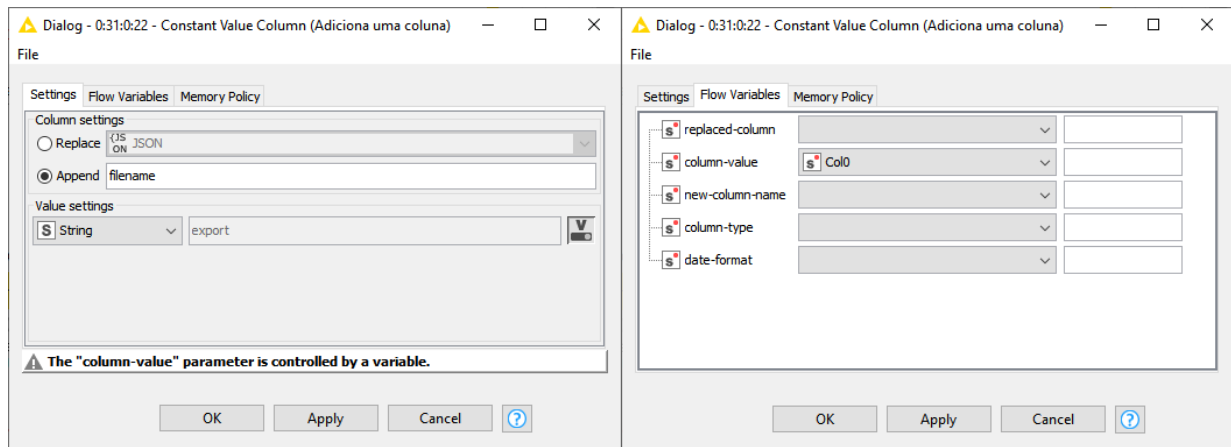 Dialog - 0:31:0:22 - Constant Value Column (Adiciona uma coluna)
File
Settings Flow Variables Memory Policy
Column settings
Replace {JS ON JSON
Append filename
Value settings
S String export V
The "column-value" parameter is controlled by a variable.
OK Apply Cancel ?
Dialog - 0:31:0:22 - Constant Value Column (Adiciona uma coluna)
File
Settings Flow Variables Memory Policy
s replaced-column
s column-value s Col0
s new-column-name
s column-type
s date-format
OK Apply Cancel ?